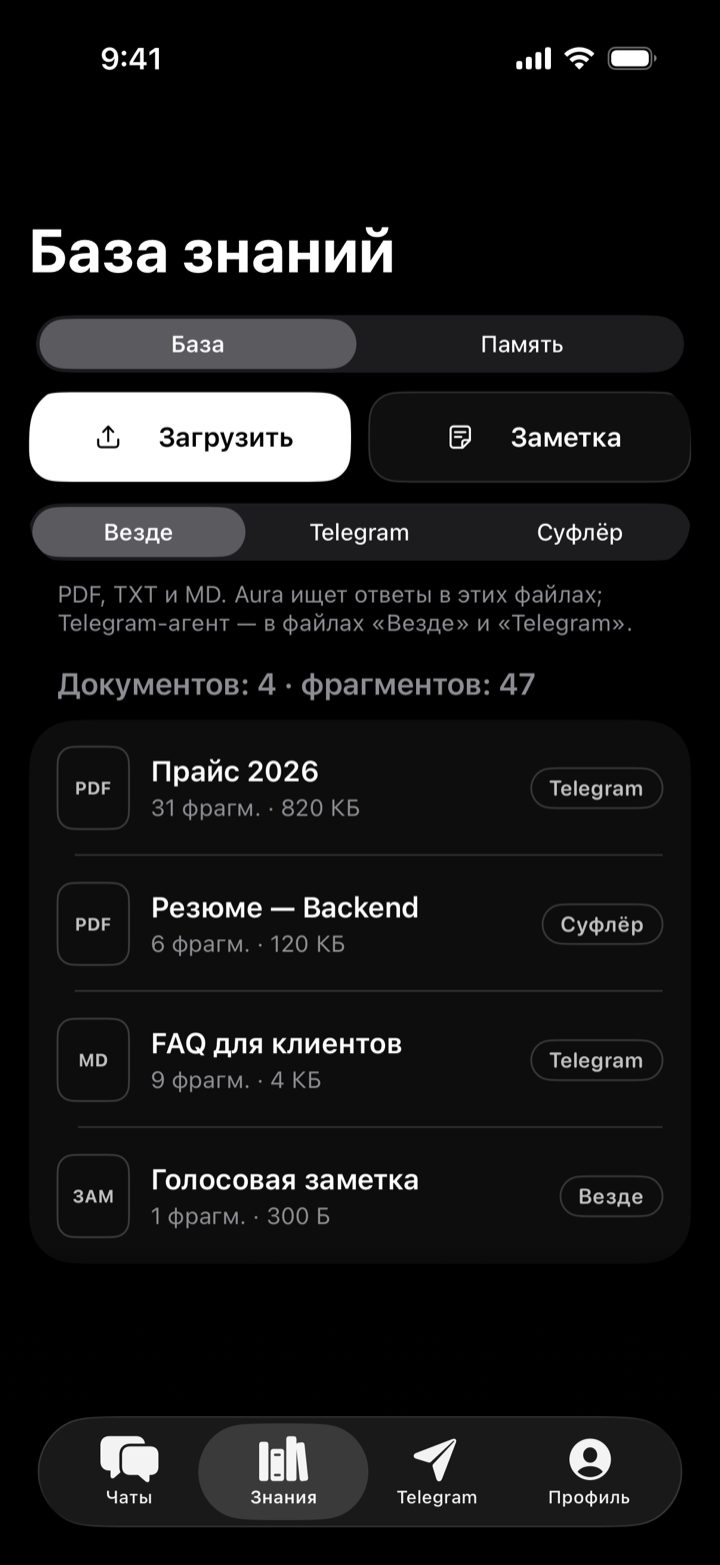 9:41
База знаний
База
Память
Загрузить
Заметка
Везде
Telegram
Суфлёр
PDF, TXT и MD. Aura ищет ответы в этих файлах;
Telegram-агент — в файлах «Везде» и «Telegram».
Документов: 4 · фрагментов: 47
PDF
Прайс 2026
31 фрагм. · 820 КБ
Telegram
PDF
Резюме — Backend
6 фрагм. · 120 КБ
Суфлёр
MD
FAQ для клиентов
9 фрагм. · 4 КБ
Telegram
ЗАМ
Голосовая заметка
1 фрагм. · 300 Б
Везде
Чаты
Знания
Telegram
Профиль